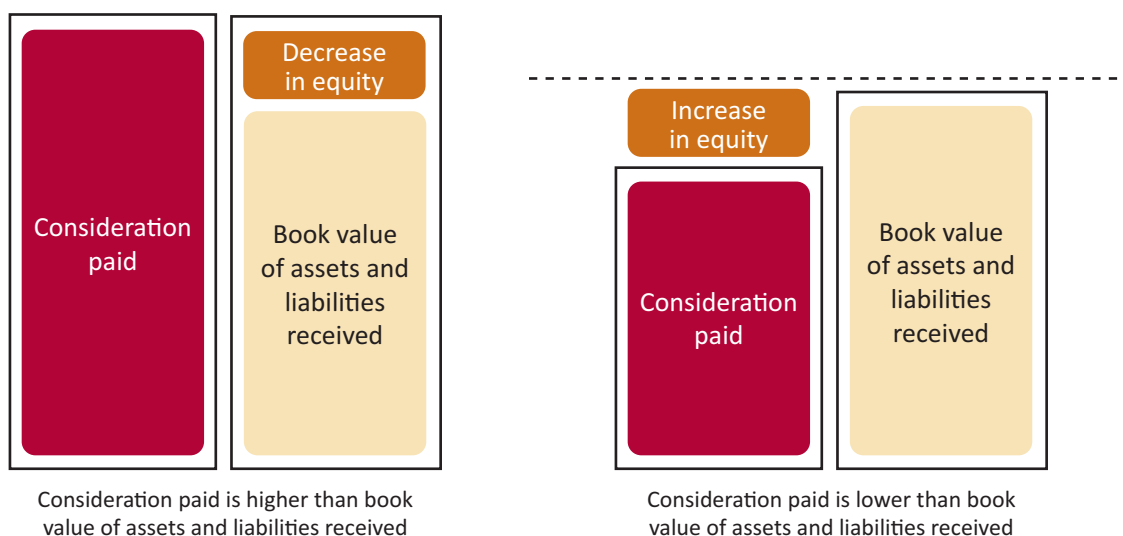 Consideration
paid
Decrease
in equity
Book value
of assets and
liabilities
received
Consideration paid is higher than book
value of assets and liabilities received
Increase
in equity
Consideration
paid
Book value
of assets and
liabilities
received
Consideration paid is lower than book
value of assets and liabilities received